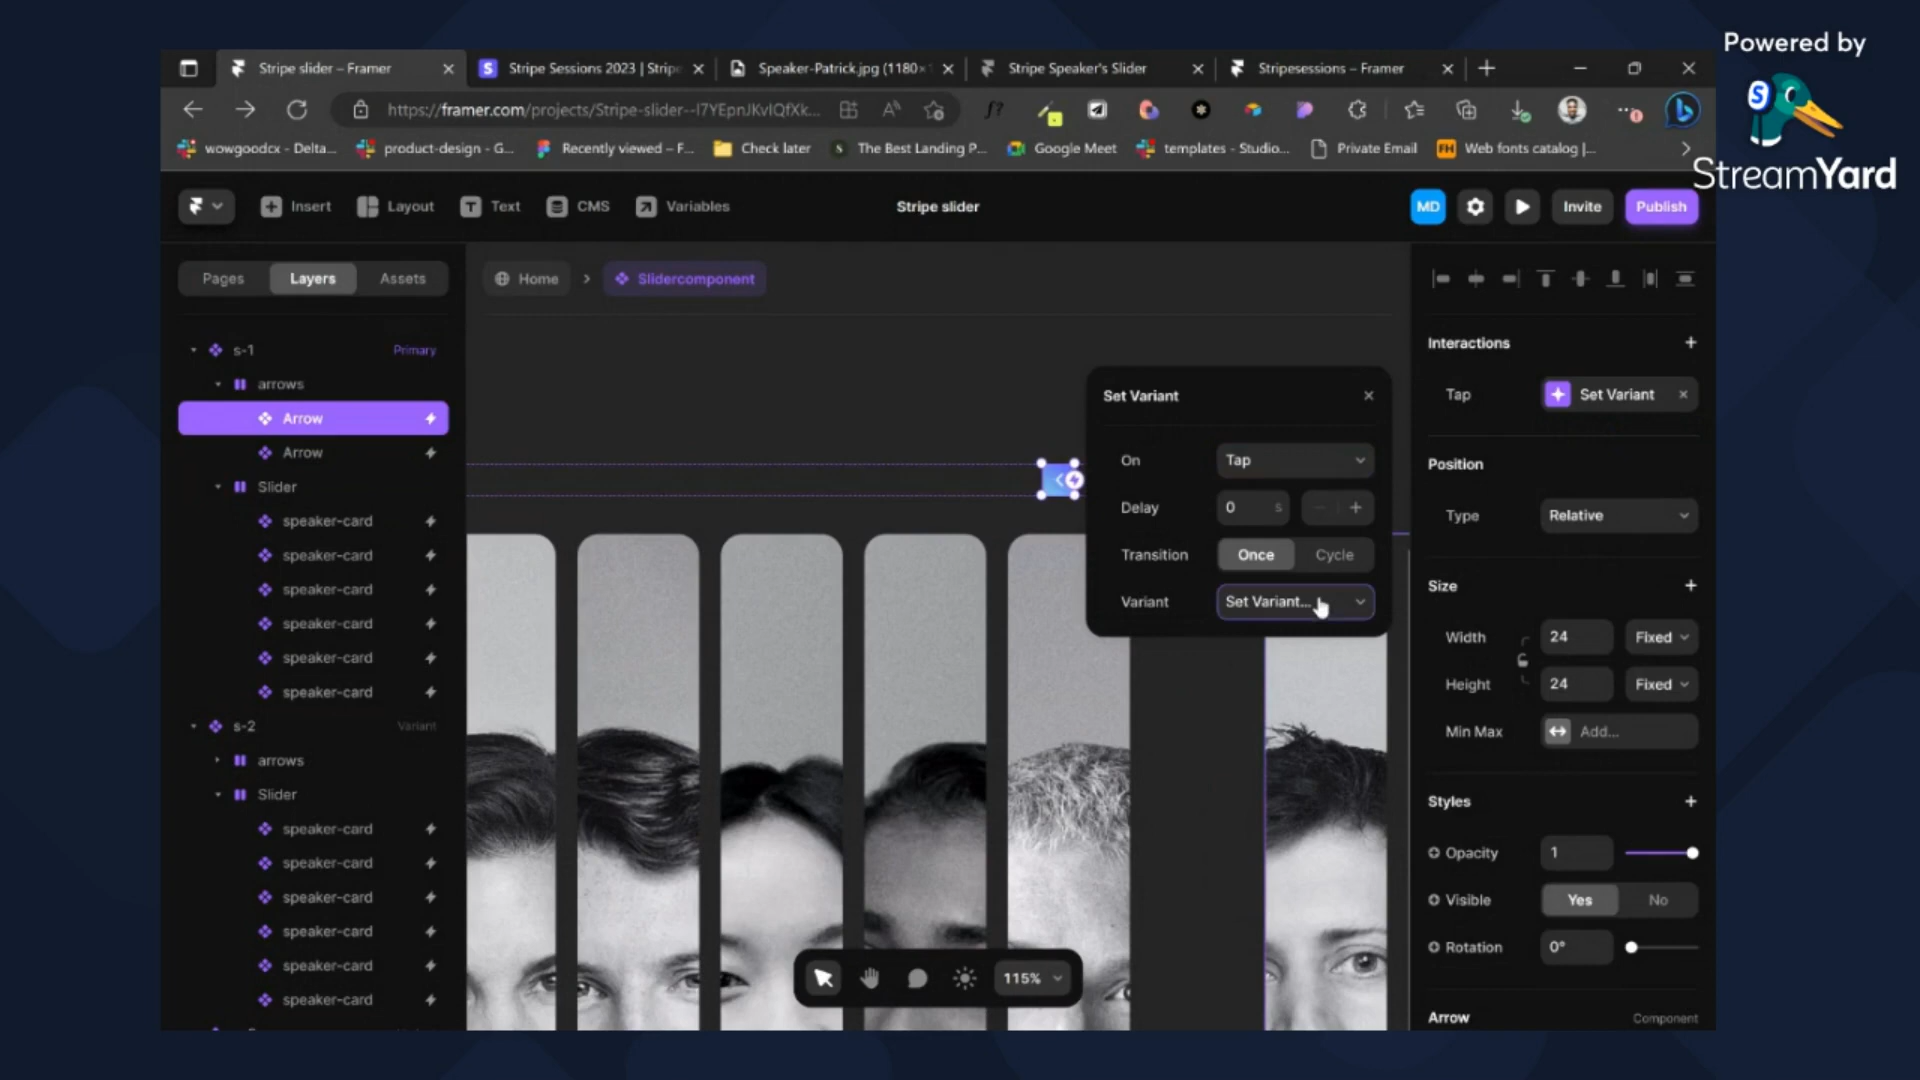 Powered by
StreamYard
Stripe slider – Framer
Stripe Sessions 2023 | Stripe
Speaker-Patrick.jpg (1180×
Stripe Speaker's Slider
Stripesessions – Framer
https://framer.com/projects/Stripe-slider--I7YEpnJKvIQfXk...
wowgoodcx - Delta...
product-design - G...
Recently viewed – F...
Check later
The Best Landing P...
Google Meet
templates - Studio...
Private Email
FH
Web fonts catalog |...
Insert
Layout
Text
CMS
Variables
Stripe slider
MD
Invite
Publish
Pages
Layers
Assets
Home
Slidercomponent
s-1
Primary
arrows
Arrow
Arrow
Slider
speaker-card
speaker-card
speaker-card
speaker-card
speaker-card
speaker-card
s-2
Variant
arrows
Slider
speaker-card
speaker-card
speaker-card
speaker-card
speaker-card
speaker-card
Set Variant
On
Tap
Delay
0
s
Transition
Once
Cycle
Variant
Set Variant...
115%
Interactions
Tap
Set Variant
Position
Type
Relative
Size
Width
24
Fixed
Height
24
Fixed
Min Max
Add...
Styles
Opacity
1
Visible
Yes
No
Rotation
0°
Arrow
Component